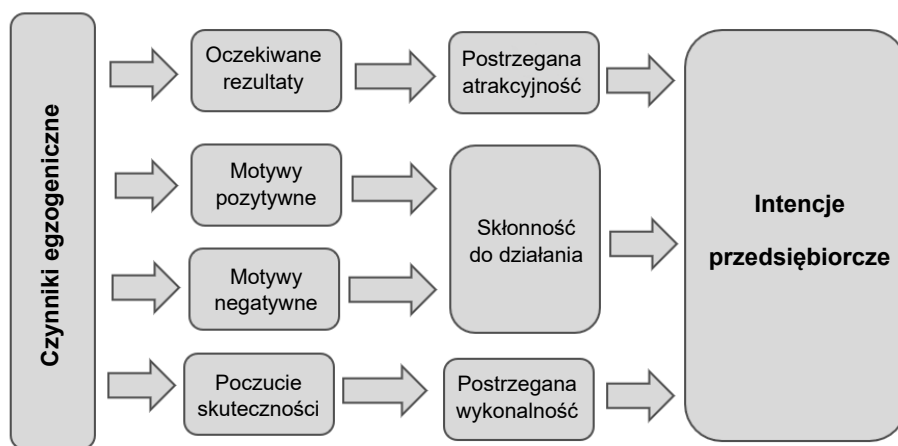 Czynniki egzogeniczne
Oczekiwane
rezultaty
Postrzegana
atrakcyjność
Motywy
pozytywne
Motywy
negatywne
Skłonność
do działania
Poczucie
skuteczności
Postrzegana
wykonalność
Intencje
przedsiębiorcze